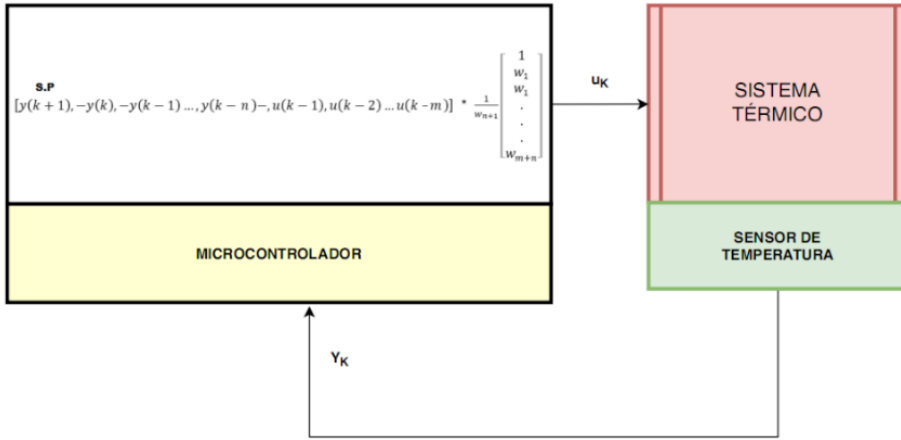 S.P
[y(k + 1), −y(k), −y(k − 1) ..., y(k − n)−, u(k − 1), u(k − 2) ... u(k − m)] * 1/w_{n+1} [1
w_1
w_1
.
.
.
w_{m+n}]
u_K
SISTEMA
TÉRMICO
MICROCONTROLADOR
SENSOR DE
TEMPERATURA
Y_K